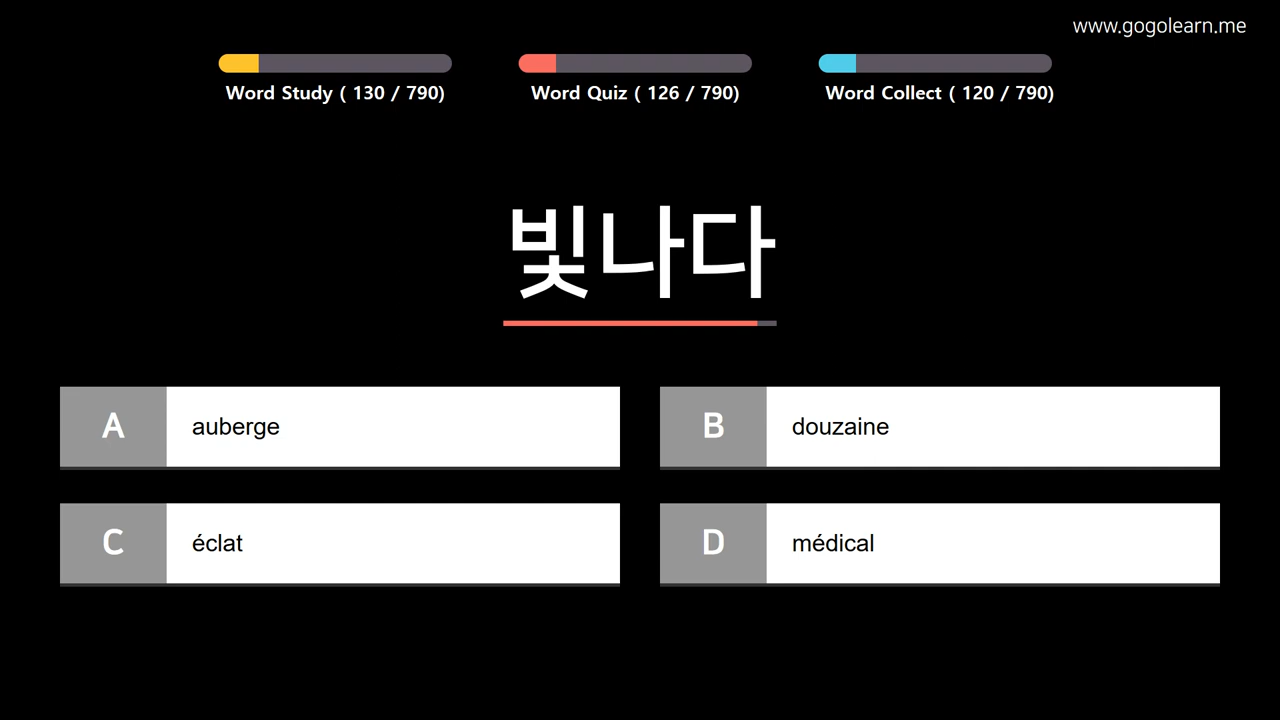 www.gogolearn.me
Word Study ( 130 / 790)
Word Quiz ( 126 / 790)
Word Collect ( 120 / 790)
빛나다
A auberge
B douzaine
C éclat
D médical